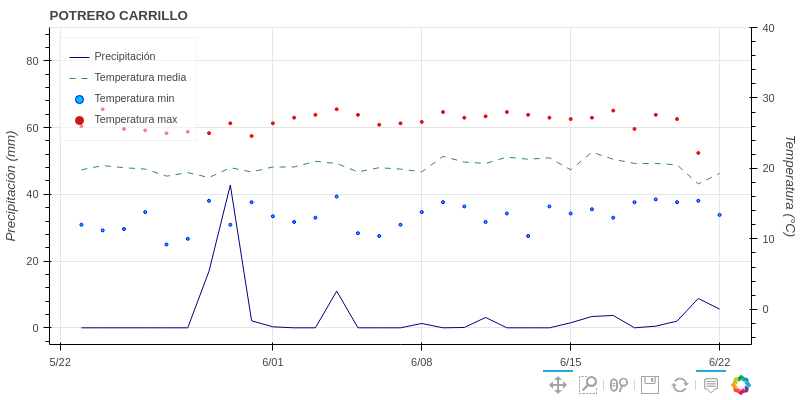 POTRERO CARRILLO
Precipitación
Temperatura media
Temperatura min
Temperatura max
Precipitación (mm)
80
60
40
20
0
Temperatura (°C)
40
30
20
10
0
5/22
6/01
6/08
6/15
6/22